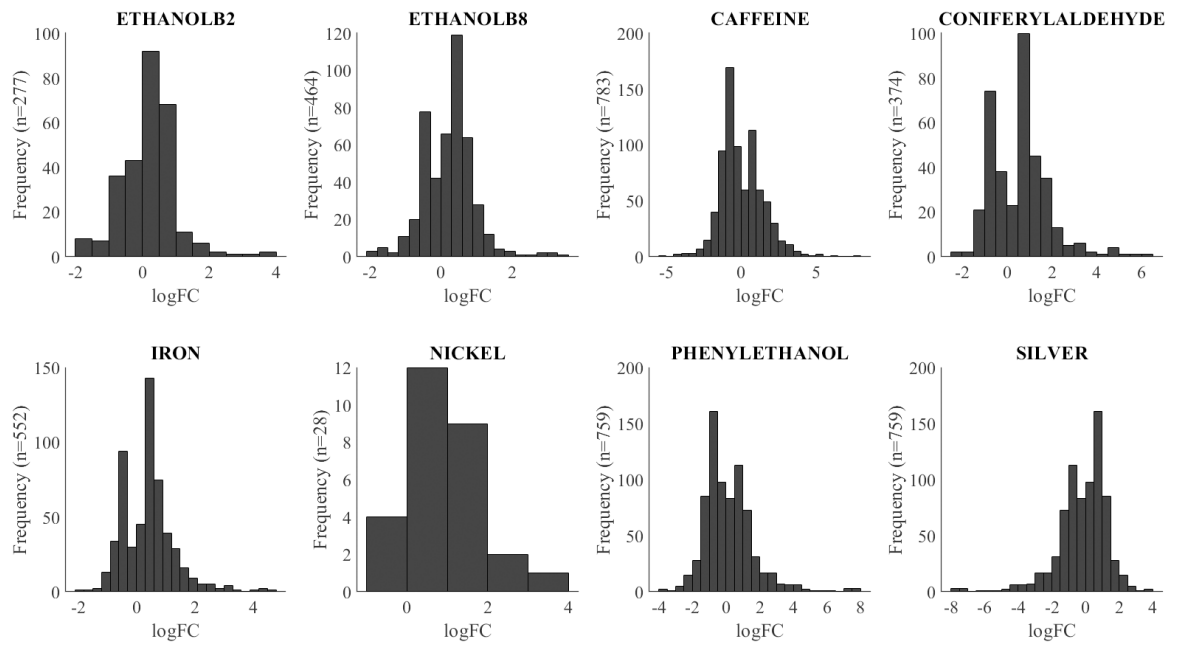 ETHANOLB2
100
80
60
40
20
0
Frequency (n=277)
-2 0 2 4
logFC
ETHANOLB8
120
100
80
60
40
20
0
Frequency (n=464)
-2 0 2
logFC
CAFFEINE
200
150
100
50
0
Frequency (n=783)
-5 0 5
logFC
CONIFERYLALDEHYDE
100
80
60
40
20
0
Frequency (n=374)
-2 0 2 4 6
logFC
IRON
150
100
50
0
Frequency (n=552)
-2 0 2 4
logFC
NICKEL
12
10
8
6
4
2
0
Frequency (n=28)
0 2 4
logFC
PHENYLETHANOL
200
150
100
50
0
Frequency (n=759)
-4 -2 0 2 4 6 8
logFC
SILVER
200
150
100
50
0
Frequency (n=759)
-8 -6 -4 -2 0 2 4
logFC